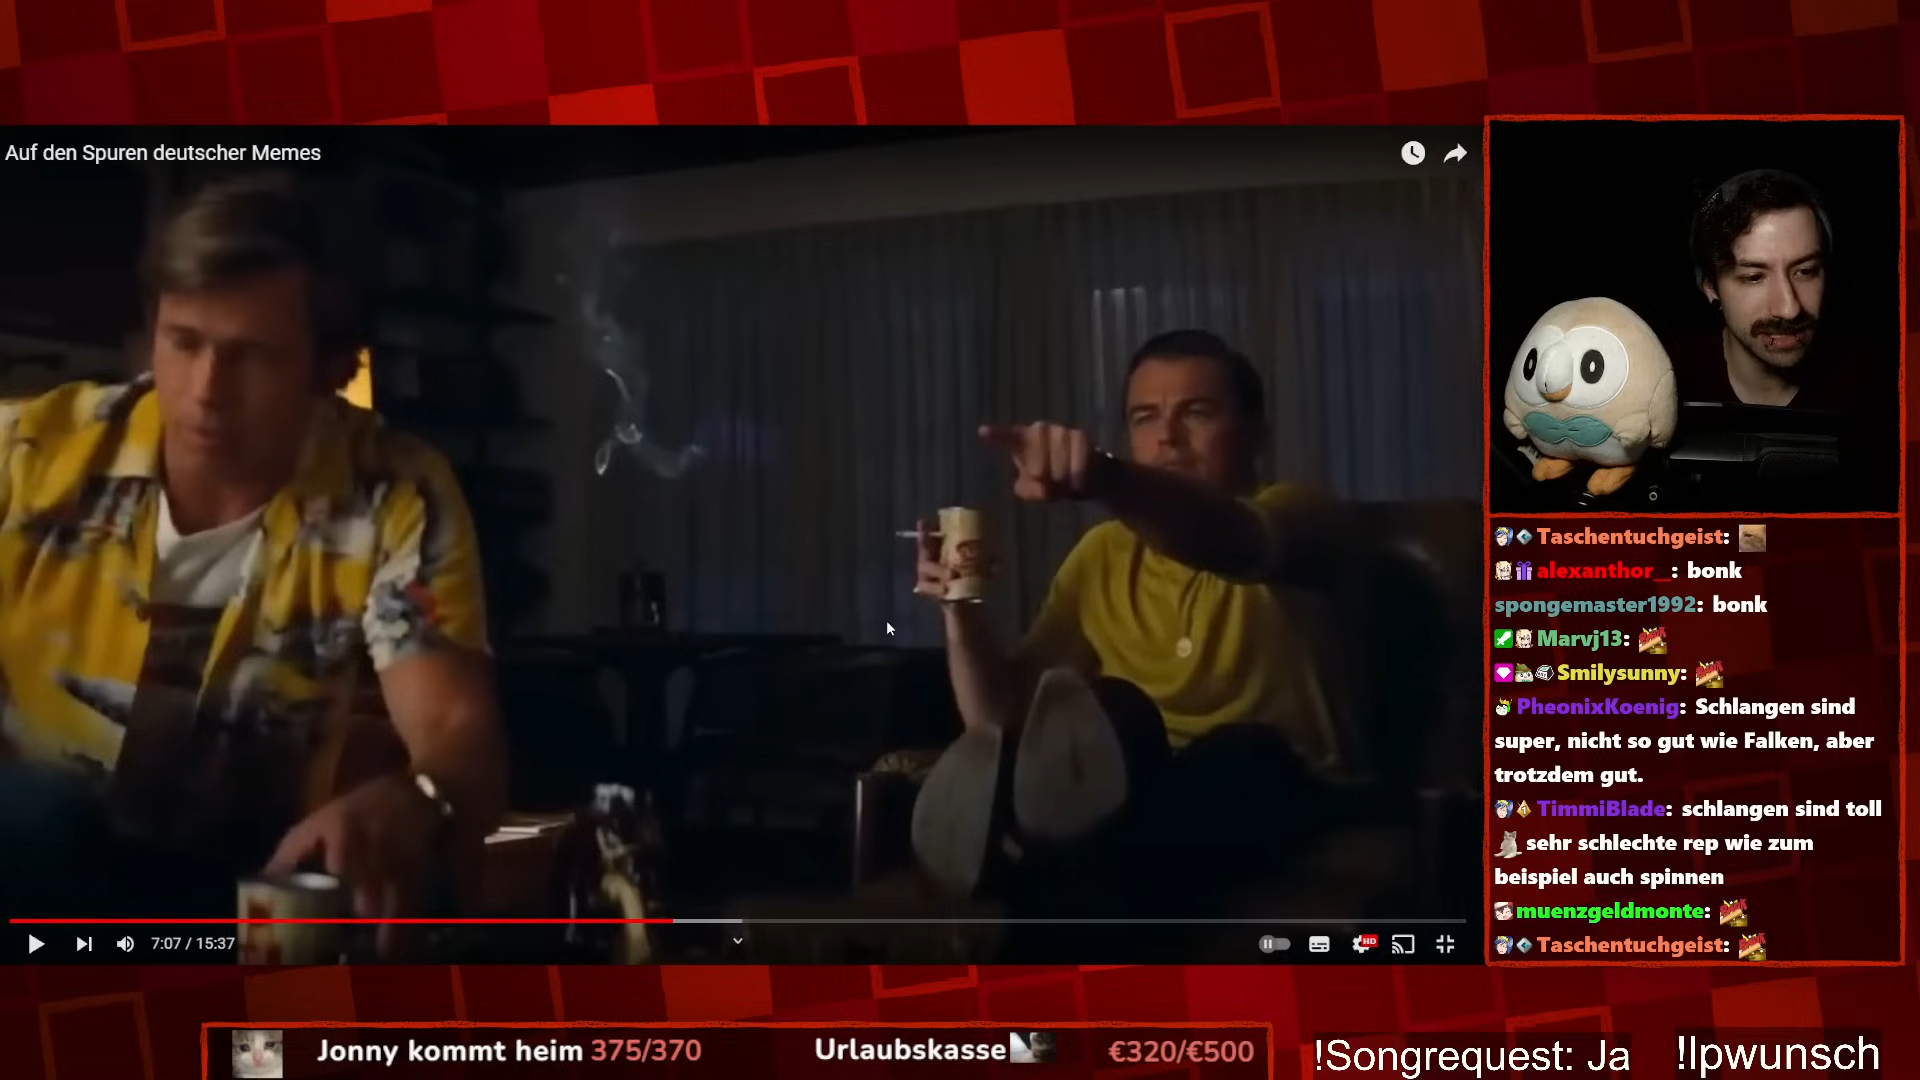 Auf den Spuren deutscher Memes
7:07 / 15:37
HD
Taschentuchgeist:
alexanthor__: bonk
spongemaster1992: bonk
Marvj13:
Smilysunny:
PheonixKoenig: Schlangen sind
super, nicht so gut wie Falken, aber
trotzdem gut.
TimmiBlade: schlangen sind toll
sehr schlechte rep wie zum
beispiel auch spinnen
muenzgeldmonte:
Taschentuchgeist:
Jonny kommt heim 375/370
Urlaubskasse €320/€500
!Songrequest: Ja
!lpwunsch